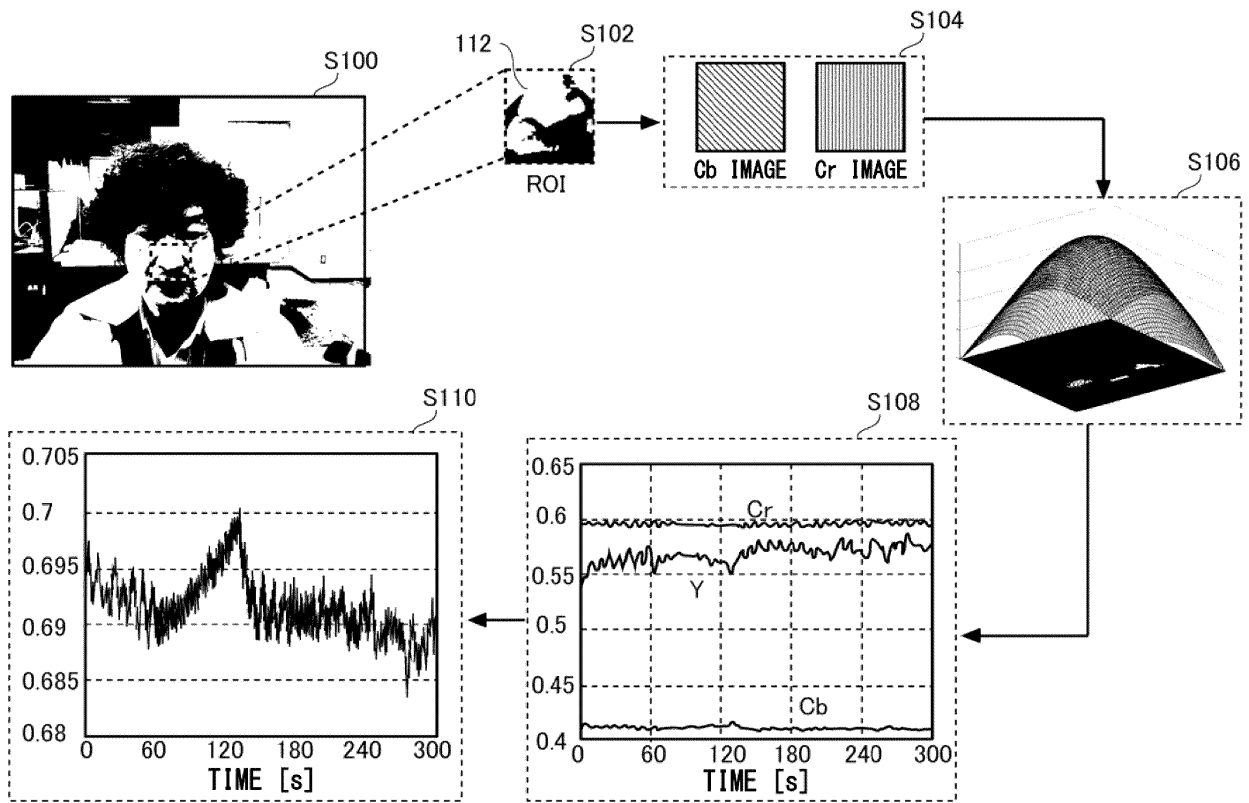 S100
112
S102
S104
ROI
Cb IMAGE
Cr IMAGE
S106
S110
0.705
0.7
0.695
0.69
0.685
0.68
0 60 120 180 240 300
TIME [s]
S108
0.65
0.6
0.55
0.5
0.45
0.4
Cr
Y
Cb
0 60 120 180 240 300
TIME [s]